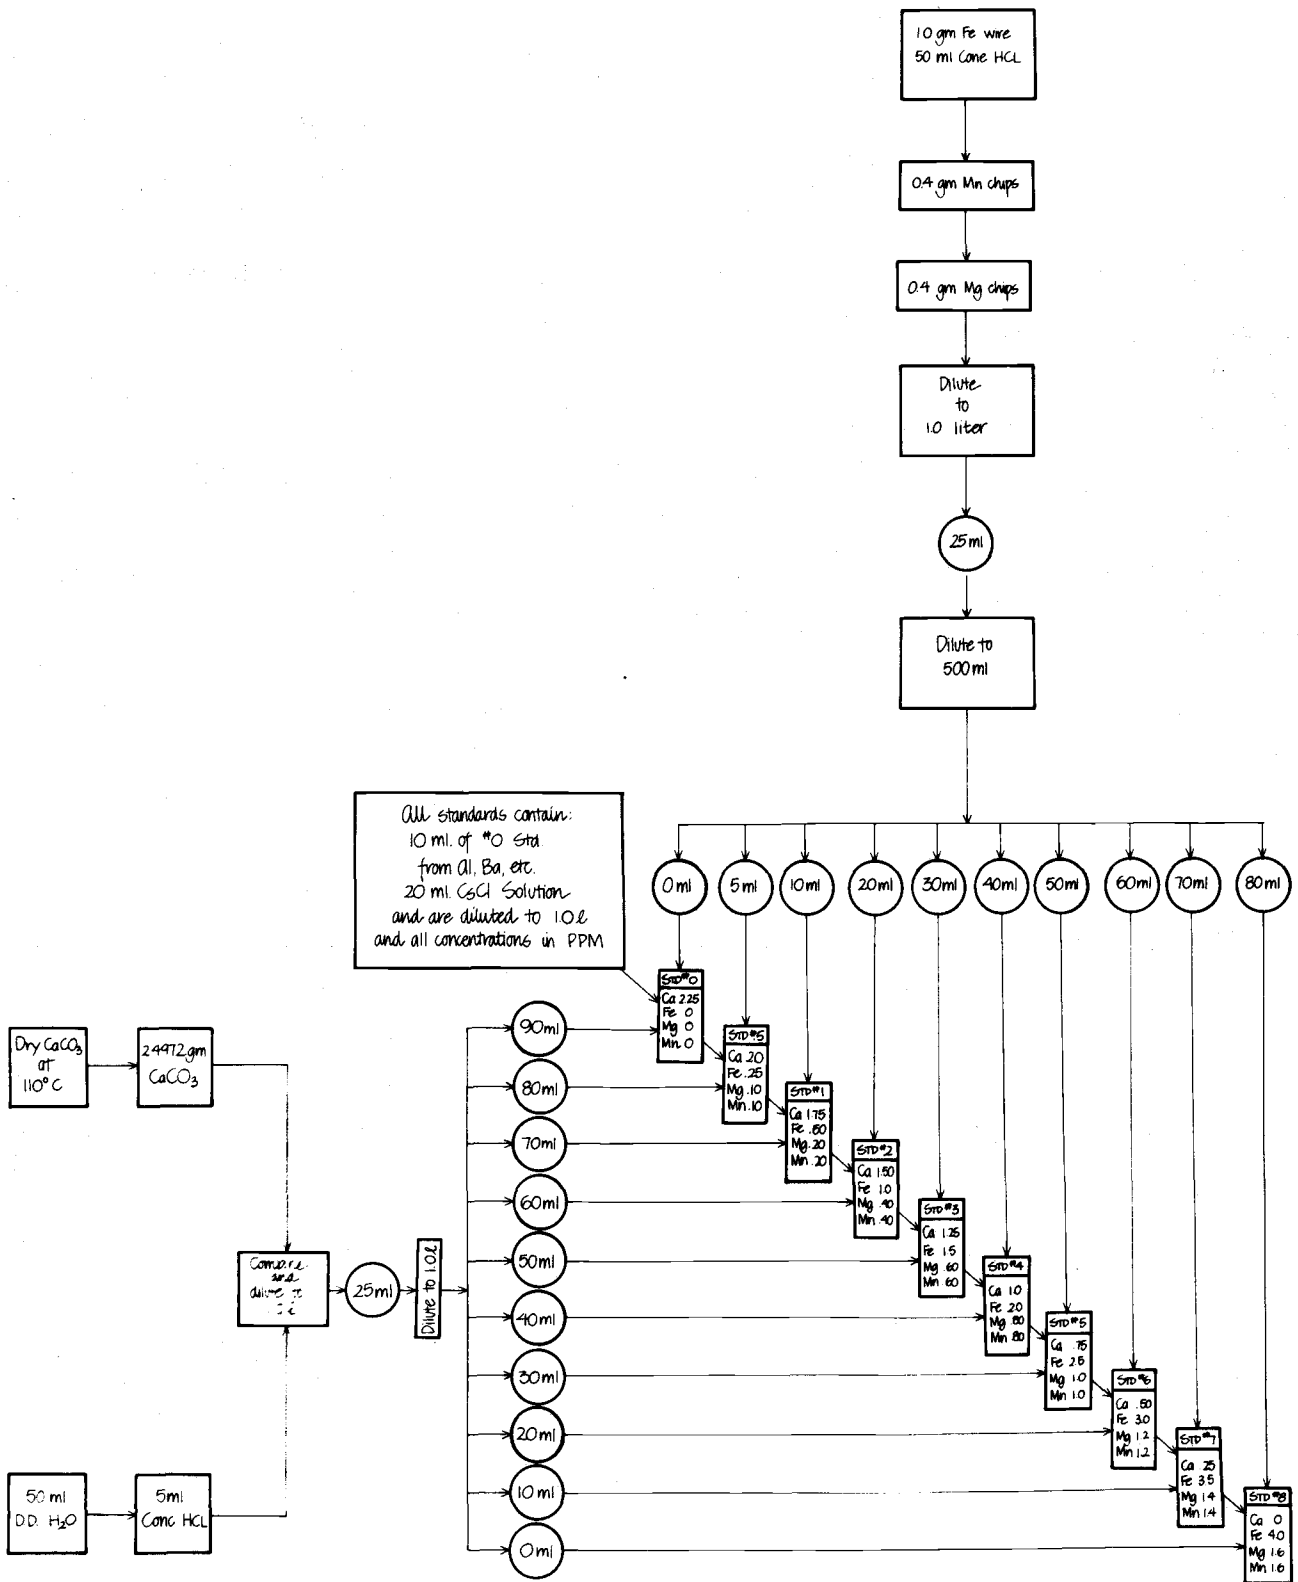 1.0 gm Fe wire
50 ml Conc HCL
0.4 gm Mn chips
0.4 gm Mg chips
Dilute
to
1.0 liter
25 ml
Dilute to
500 ml
All standards contain:
10 ml. of #0 Std
from Al, Ba, etc.
20 ml. CsCl Solution
and are diluted to 1.0 l
and all concentrations in PPM
0 ml
5 ml
10 ml
20 ml
30 ml
40 ml
50 ml
60 ml
70 ml
80 ml
Dry CaCO3
at
110° C
2.4972 gm
CaCO3
50 ml
D.D. H2O
5 ml
Conc HCL
dilute to
25 ml
Dilute to 1.0 l
90 ml
80 ml
70 ml
60 ml
50 ml
40 ml
30 ml
20 ml
10 ml
0 ml
STD #0
Ca 2.25
Fe 0
Mg 0
Mn 0
STD #.5
Ca 2.0
Fe .25
Mg .10
Mn .10
STD #1
Ca 1.75
Fe .50
Mg .20
Mn .20
STD #2
Ca 1.50
Fe 1.0
Mg .40
Mn .40
STD #3
Ca 1.25
Fe 1.5
Mg .60
Mn .60
STD #4
Ca 1.0
Fe 2.0
Mg .80
Mn .80
STD #5
Ca .75
Fe 2.5
Mg 1.0
Mn 1.0
STD #6
Ca .50
Fe 3.0
Mg 1.2
Mn 1.2
STD #7
Ca .25
Fe 3.5
Mg 1.4
Mn 1.4
STD #8
Ca 0
Fe 4.0
Mg 1.6
Mn 1.6